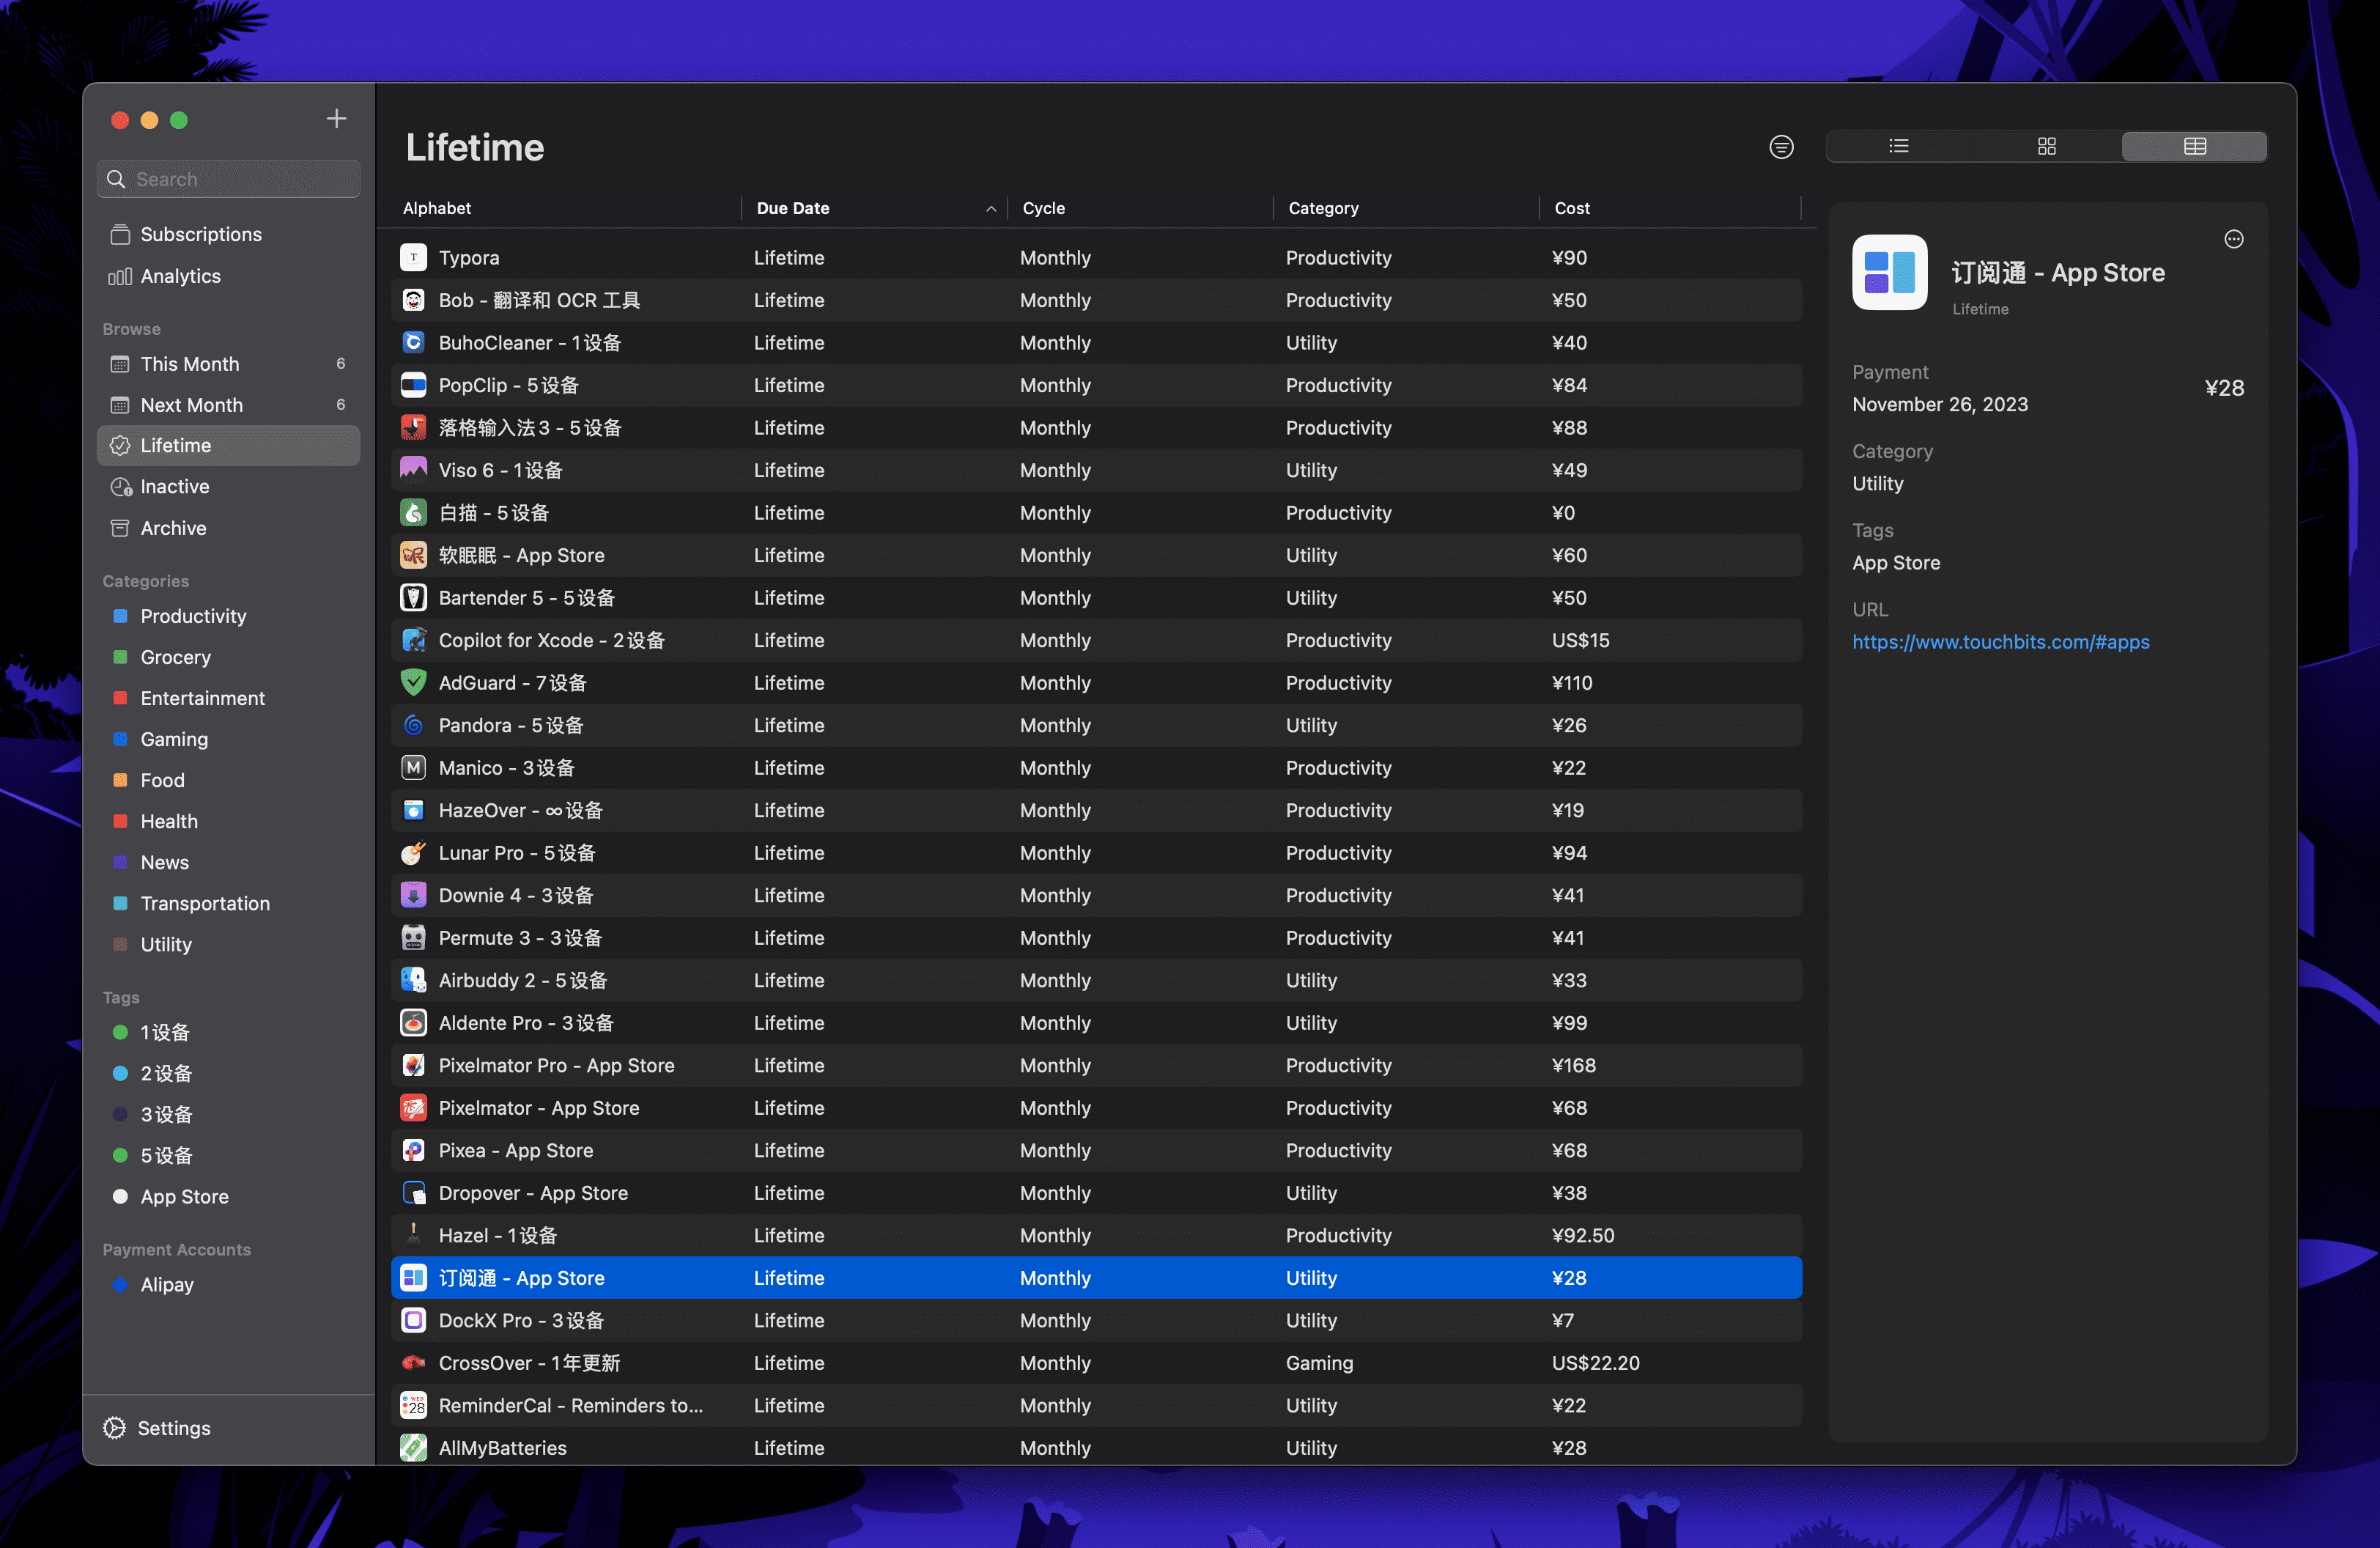 Search
Subscriptions
Analytics
Browse
This Month 6
Next Month 6
Lifetime
Inactive
Archive
Categories
Productivity
Grocery
Entertainment
Gaming
Food
Health
News
Transportation
Utility
Tags
1设备
2设备
3设备
5设备
App Store
Payment Accounts
Alipay
Settings
Lifetime
Alphabet Due Date Cycle Category Cost
Typora Lifetime Monthly Productivity ¥90
Bob - 翻译和 OCR 工具 Lifetime Monthly Productivity ¥50
BuhoCleaner - 1设备 Lifetime Monthly Utility ¥40
PopClip - 5设备 Lifetime Monthly Productivity ¥84
落格输入法3 - 5设备 Lifetime Monthly Productivity ¥88
Viso 6 - 1设备 Lifetime Monthly Utility ¥49
白描 - 5设备 Lifetime Monthly Productivity ¥0
软眠眠 - App Store Lifetime Monthly Utility ¥60
Bartender 5 - 5设备 Lifetime Monthly Utility ¥50
Copilot for Xcode - 2设备 Lifetime Monthly Productivity US$15
AdGuard - 7设备 Lifetime Monthly Productivity ¥110
Pandora - 5设备 Lifetime Monthly Utility ¥26
Manico - 3设备 Lifetime Monthly Productivity ¥22
HazeOver - ∞设备 Lifetime Monthly Productivity ¥19
Lunar Pro - 5设备 Lifetime Monthly Productivity ¥94
Downie 4 - 3设备 Lifetime Monthly Productivity ¥41
Permute 3 - 3设备 Lifetime Monthly Productivity ¥41
Airbuddy 2 - 5设备 Lifetime Monthly Utility ¥33
Aldente Pro - 3设备 Lifetime Monthly Utility ¥99
Pixelmator Pro - App Store Lifetime Monthly Productivity ¥168
Pixelmator - App Store Lifetime Monthly Productivity ¥68
Pixea - App Store Lifetime Monthly Productivity ¥68
Dropover - App Store Lifetime Monthly Utility ¥38
Hazel - 1设备 Lifetime Monthly Productivity ¥92.50
订阅通 - App Store Lifetime Monthly Utility ¥28
DockX Pro - 3设备 Lifetime Monthly Utility ¥7
CrossOver - 1年更新 Lifetime Monthly Gaming US$22.20
ReminderCal - Reminders to... Lifetime Monthly Utility ¥22
AllMyBatteries Lifetime Monthly Utility ¥28
订阅通 - App Store
Lifetime
Payment
November 26, 2023
¥28
Category
Utility
Tags
App Store
URL
https://www.touchbits.com/#apps